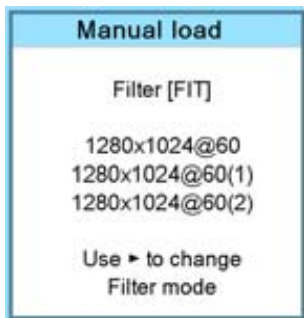 Manual load
Filter [FIT]
1280x1024@60
1280x1024@60(1)
1280x1024@60(2)
Use ► to change
Filter mode